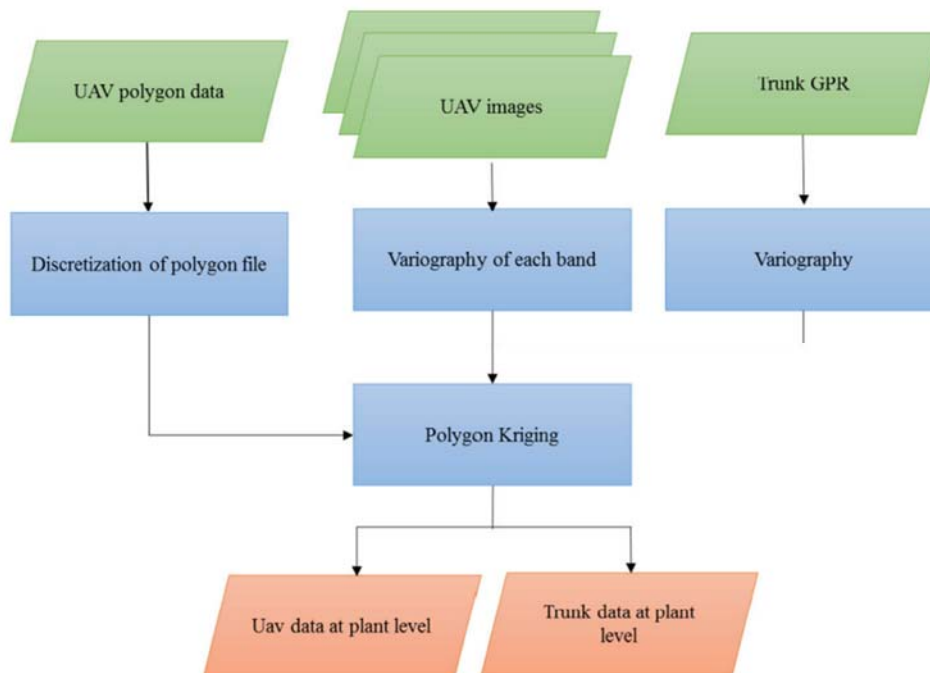 UAV polygon data
UAV images
Trunk GPR
Discretization of polygon file
Variography of each band
Variography
Polygon Kriging
Uav data at plant level
Trunk data at plant
level